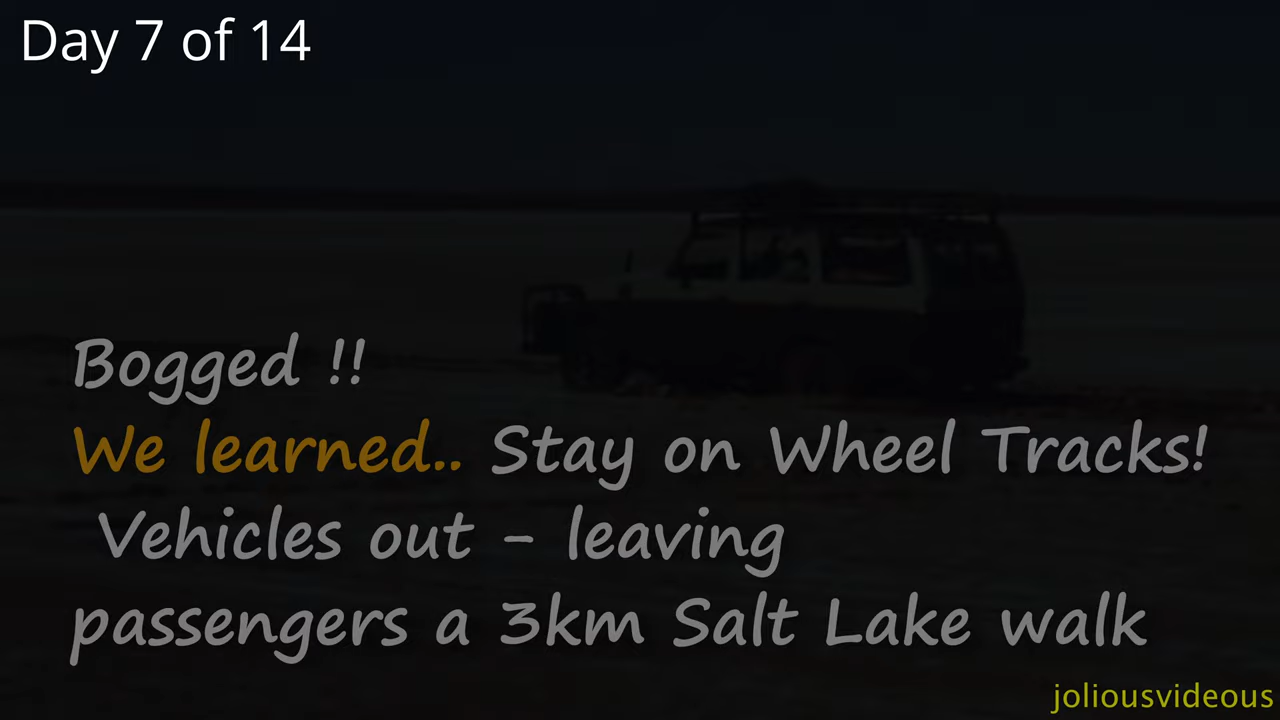 Day 7 of 14
Bogged !!
We learned.. Stay on Wheel Tracks!
Vehicles out - leaving
passengers a 3km Salt Lake walk
joliousvideous